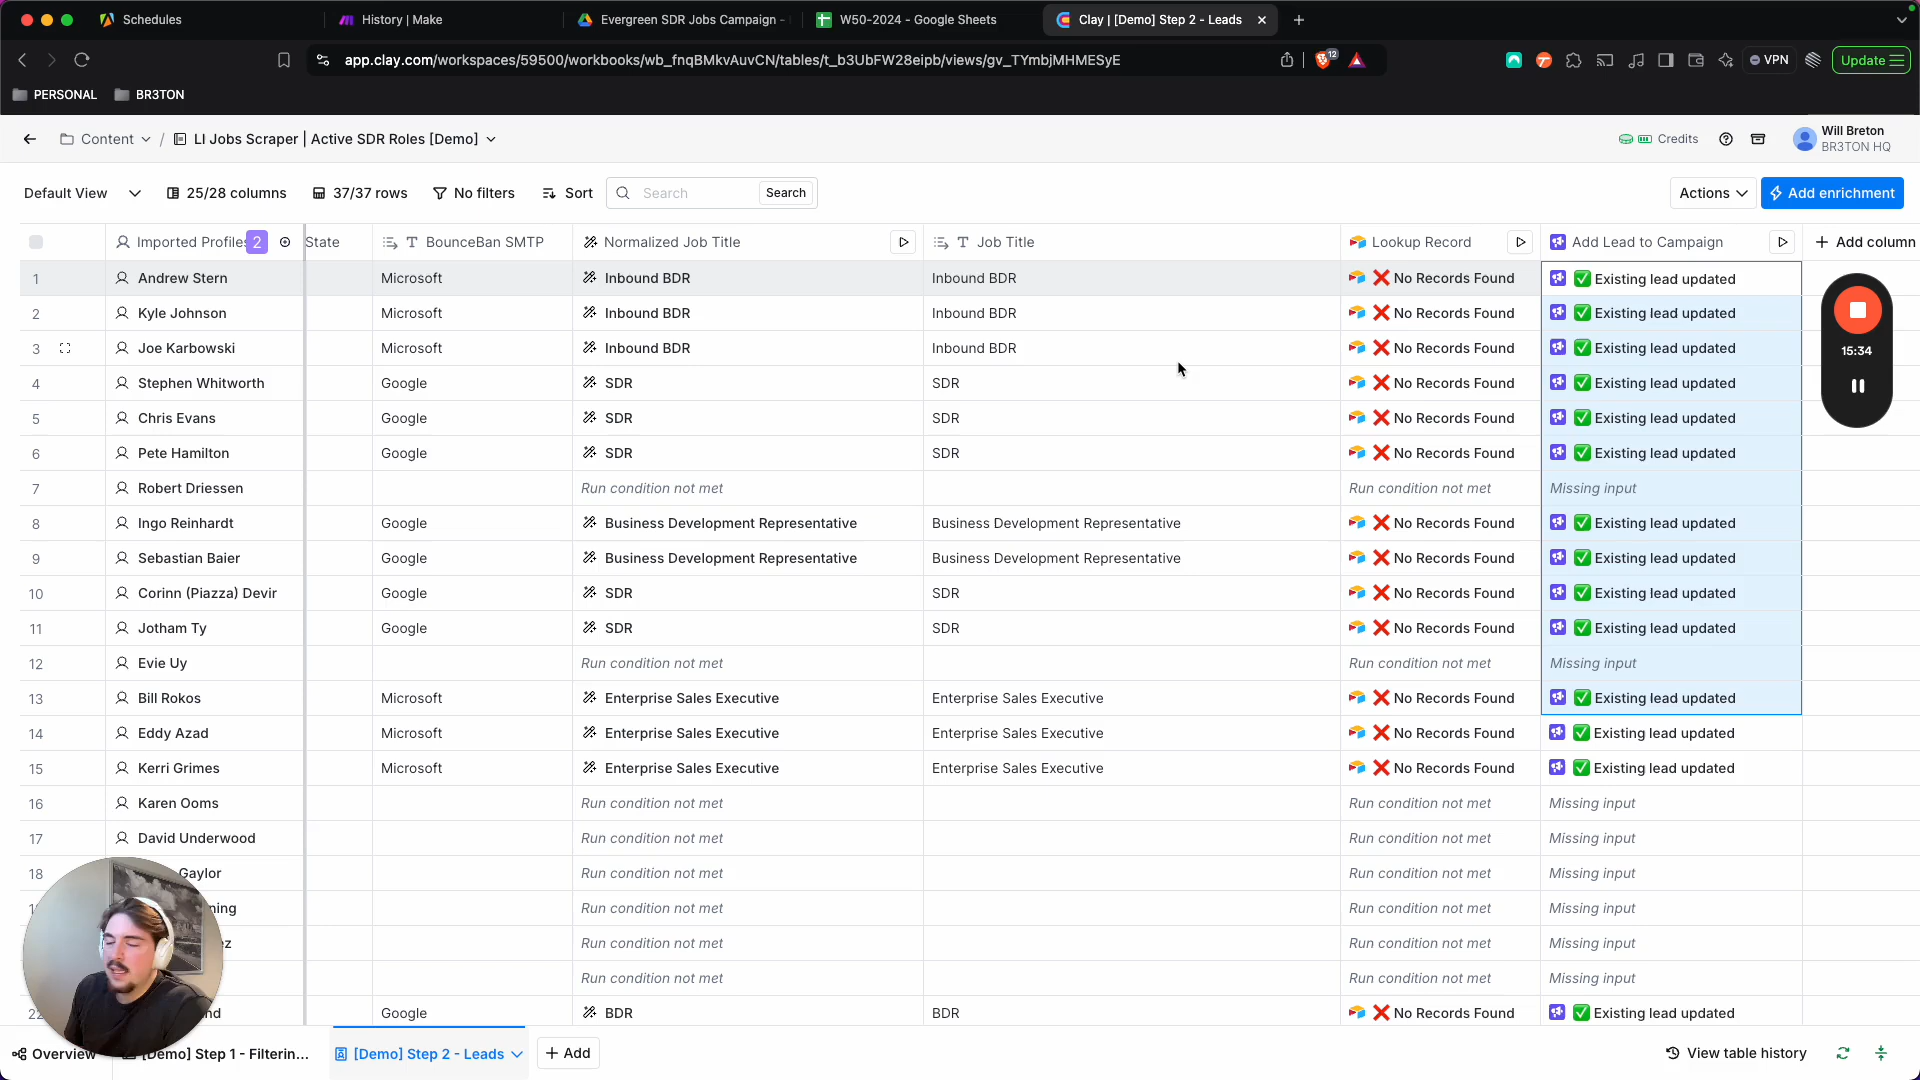 Schedules
History | Make
Evergreen SDR Jobs Campaign -
W50-2024 - Google Sheets
Clay | [Demo] Step 2 - Leads
app.clay.com/workspaces/59500/workbooks/wb_fnqBMkvAuvCN/tables/t_b3UbFW28eipb/views/gv_TYmbjMHMESyE
12
VPN
Update
PERSONAL
BR3TON
Content / LI Jobs Scraper | Active SDR Roles [Demo]
Credits
Will Breton
BR3TON HQ
Default View
25/28 columns
37/37 rows
No filters
Sort
Search
Search
Actions
Add enrichment
Imported Profiles 2 State BounceBan SMTP Normalized Job Title Job Title Lookup Record Add Lead to Campaign + Add column
1 Andrew Stern Microsoft Inbound BDR Inbound BDR ❌ No Records Found ✅ Existing lead updated
2 Kyle Johnson Microsoft Inbound BDR Inbound BDR ❌ No Records Found ✅ Existing lead updated
3 Joe Karbowski Microsoft Inbound BDR Inbound BDR ❌ No Records Found ✅ Existing lead updated
15:34
4 Stephen Whitworth Google SDR SDR ❌ No Records Found ✅ Existing lead updated
5 Chris Evans Google SDR SDR ❌ No Records Found ✅ Existing lead updated
6 Pete Hamilton Google SDR SDR ❌ No Records Found ✅ Existing lead updated
7 Robert Driessen Run condition not met Run condition not met Missing input
8 Ingo Reinhardt Google Business Development Representative Business Development Representative ❌ No Records Found ✅ Existing lead updated
9 Sebastian Baier Google Business Development Representative Business Development Representative ❌ No Records Found ✅ Existing lead updated
10 Corinn (Piazza) Devir Google SDR SDR ❌ No Records Found ✅ Existing lead updated
11 Jotham Ty Google SDR SDR ❌ No Records Found ✅ Existing lead updated
12 Evie Uy Run condition not met Run condition not met Missing input
13 Bill Rokos Microsoft Enterprise Sales Executive Enterprise Sales Executive ❌ No Records Found ✅ Existing lead updated
14 Eddy Azad Microsoft Enterprise Sales Executive Enterprise Sales Executive ❌ No Records Found ✅ Existing lead updated
15 Kerri Grimes Microsoft Enterprise Sales Executive Enterprise Sales Executive ❌ No Records Found ✅ Existing lead updated
16 Karen Ooms Run condition not met Run condition not met Missing input
17 David Underwood Run condition not met Run condition not met Missing input
18 Gaylor Run condition not met Run condition not met Missing input
Run condition not met Run condition not met Missing input
Run condition not met Run condition not met Missing input
Run condition not met Run condition not met Missing input
22 Google BDR BDR ❌ No Records Found ✅ Existing lead updated
Overview
[Demo] Step 1 - Filterin...
[Demo] Step 2 - Leads
+ Add
View table history